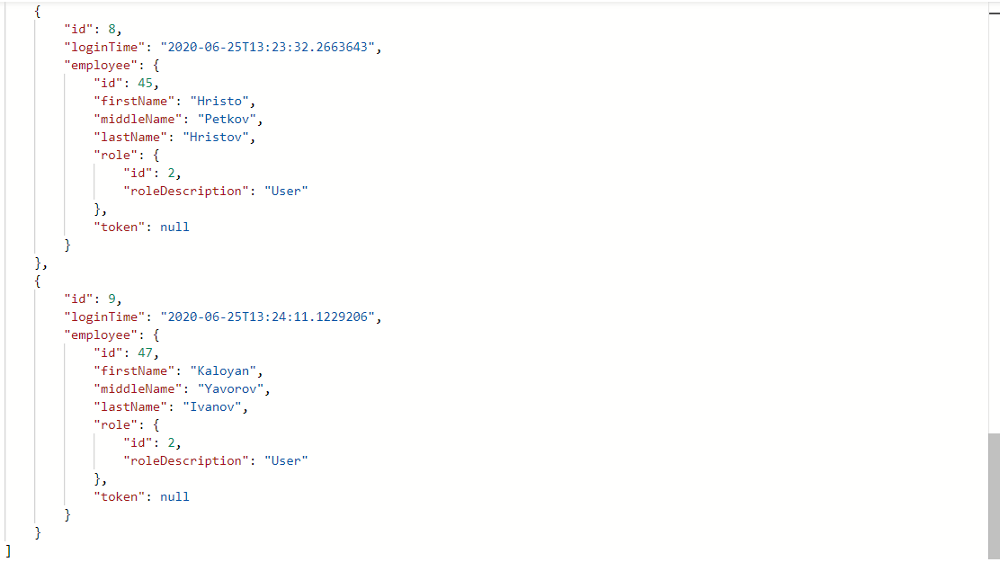 {
"id": 8,
"loginTime": "2020-06-25T13:23:32.2663643",
"employee": {
"id": 45,
"firstName": "Hristo",
"middleName": "Petkov",
"lastName": "Hristov",
"role": {
"id": 2,
"roleDescription": "User"
},
"token": null
}
},
{
"id": 9,
"loginTime": "2020-06-25T13:24:11.1229206",
"employee": {
"id": 47,
"firstName": "Kaloyan",
"middleName": "Yavorov",
"lastName": "Ivanov",
"role": {
"id": 2,
"roleDescription": "User"
},
"token": null
}
}
]